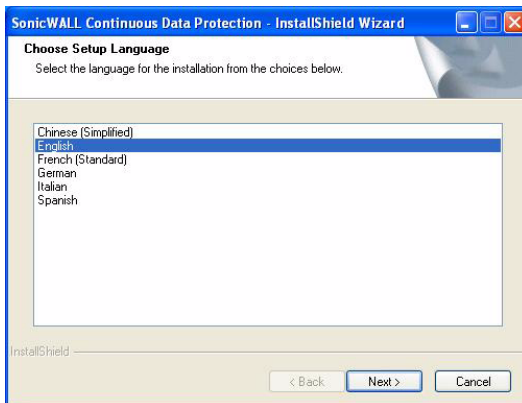 SonicWALL Continuous Data Protection - InstallShield Wizard
Choose Setup Language
Select the language for the installation from the choices below.
Chinese (Simplified)
English
French (Standard)
German
Italian
Spanish
InstallShield
< Back
Next >
Cancel